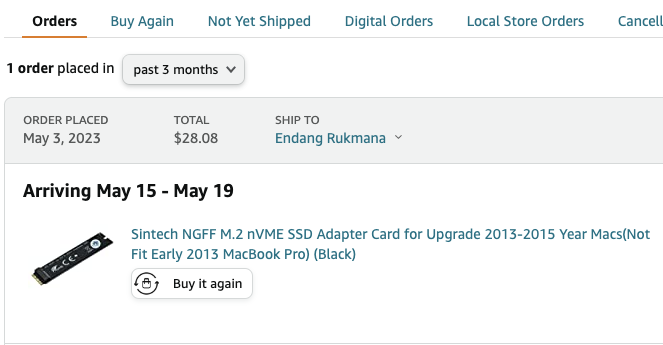 Orders Buy Again Not Yet Shipped Digital Orders Local Store Orders Cancell
1 order placed in past 3 months
ORDER PLACED TOTAL SHIP TO
May 3, 2023 $28.08 Endang Rukmana
Arriving May 15 - May 19
Sintech NGFF M.2 nVME SSD Adapter Card for Upgrade 2013-2015 Year Macs(Not
Fit Early 2013 MacBook Pro) (Black)
Buy it again